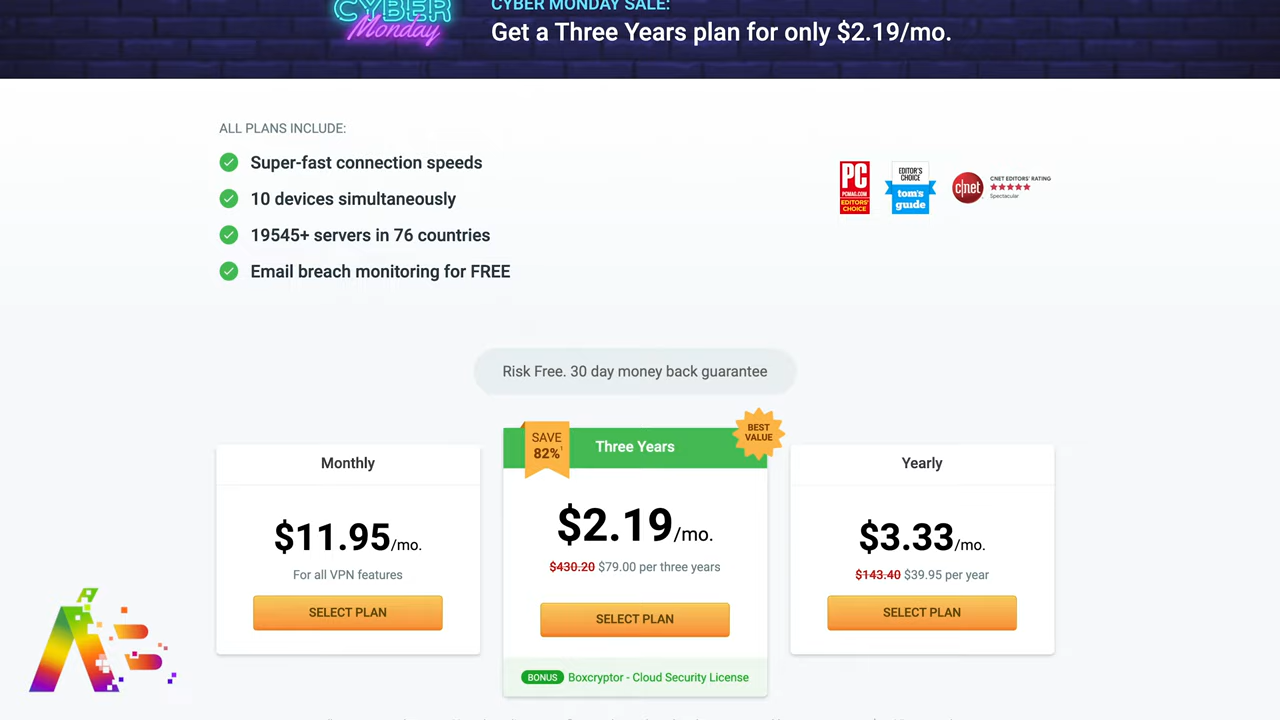 CYBER
Monday
CYBER MONDAY SALE:
Get a Three Years plan for only $2.19/mo.
ALL PLANS INCLUDE:
Super-fast connection speeds
10 devices simultaneously
19545+ servers in 76 countries
Email breach monitoring for FREE
PC
PCMAG.COM
EDITORS'
CHOICE
EDITOR'S
CHOICE
tom's
guide
c|net
CNET EDITORS' RATING
Spectacular
Risk Free. 30 day money back guarantee
Monthly
$11.95/mo.
For all VPN features
SELECT PLAN
SAVE
82%
Three Years
BEST
VALUE
$2.19/mo.
$430.20 $79.00 per three years
SELECT PLAN
BONUS Boxcryptor - Cloud Security License
Yearly
$3.33/mo.
$143.40 $39.95 per year
SELECT PLAN